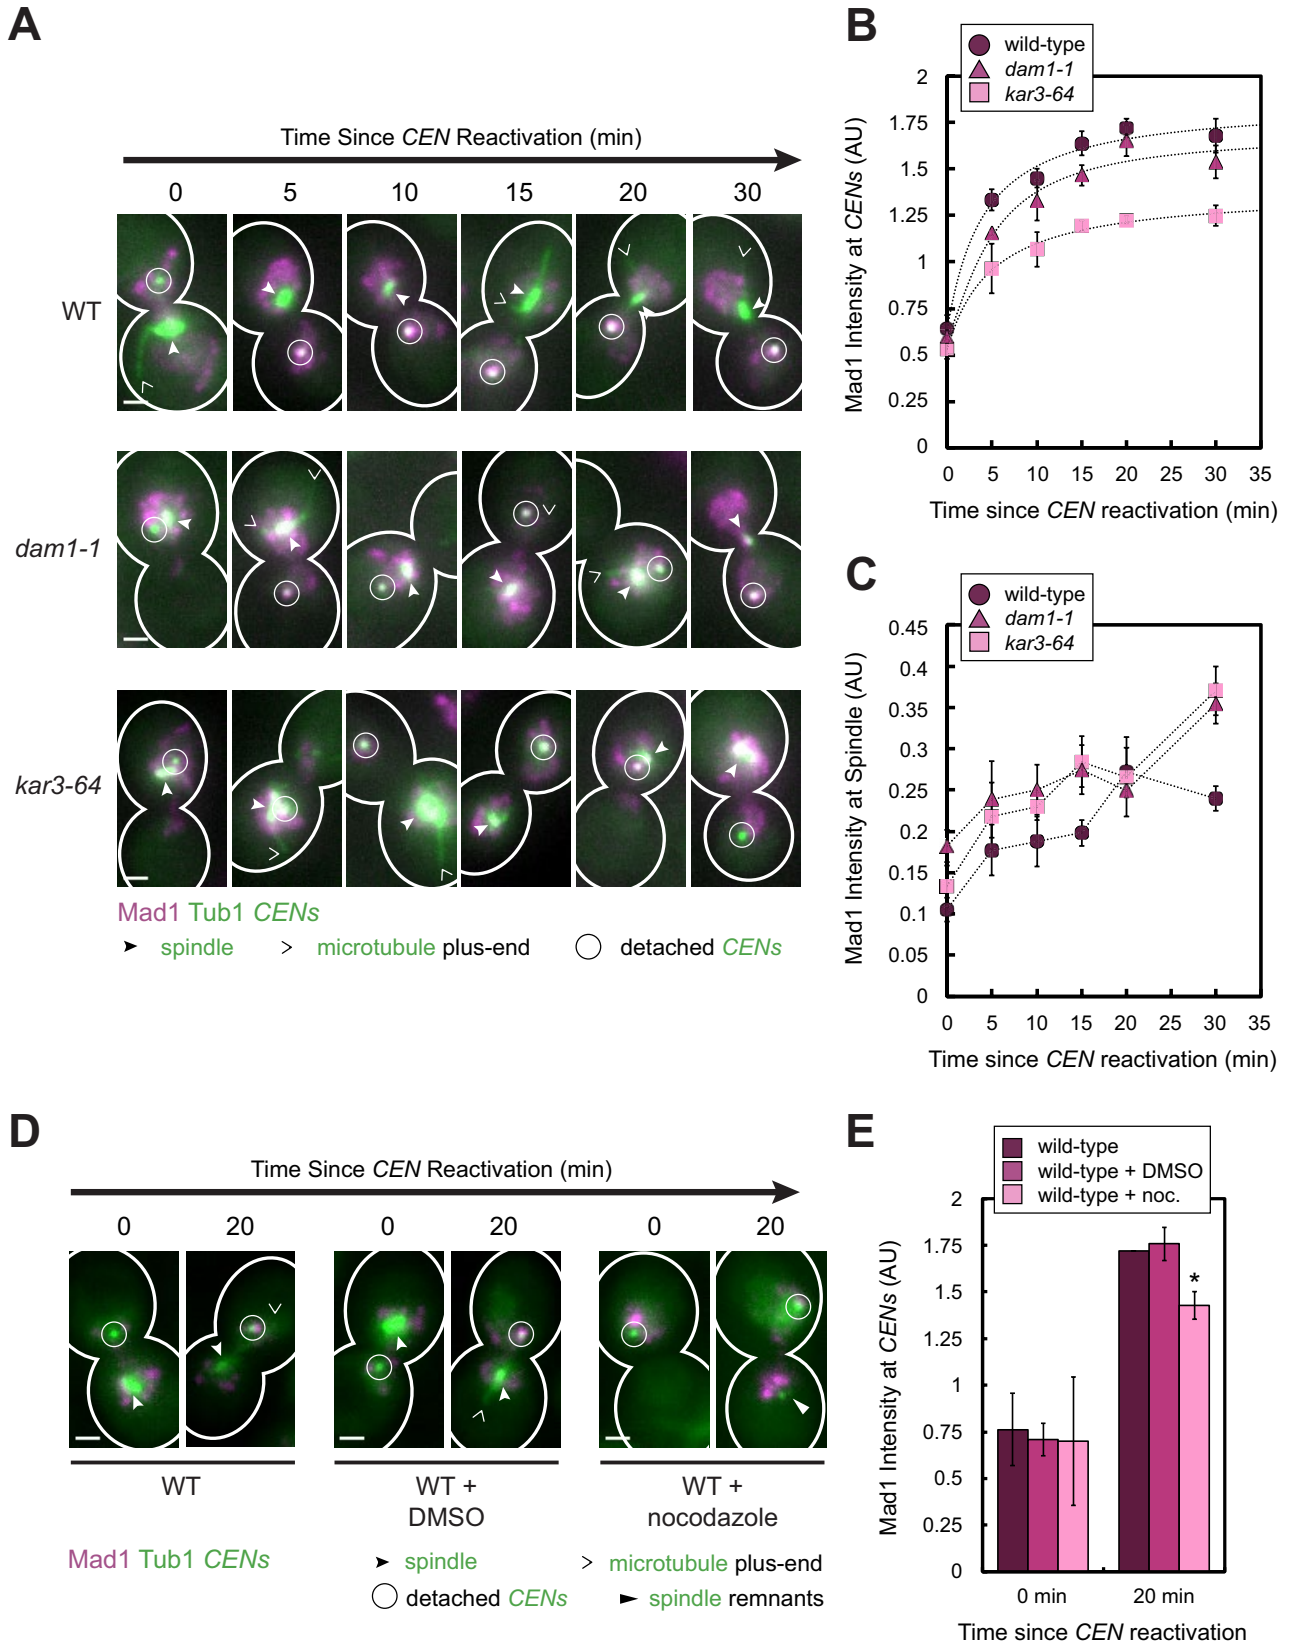 A
Time Since CEN Reactivation (min)
0 5 10 15 20 30
WT
dam1-1
kar3-64
Mad1 Tub1 CENs
spindle microtubule plus-end detached CENs
B
wild-type
dam1-1
kar3-64
Mad1 Intensity at CENs (AU)
2
1.75
1.5
1.25
1
0.75
0.5
0.25
0
0 5 10 15 20 25 30 35
Time since CEN reactivation (min)
C
wild-type
dam1-1
kar3-64
Mad1 Intensity at Spindle (AU)
0.45
0.4
0.35
0.3
0.25
0.2
0.15
0.1
0.05
0
0 5 10 15 20 25 30 35
Time since CEN reactivation (min)
D
Time Since CEN Reactivation (min)
0 20 0 20 0 20
WT
WT +
DMSO
WT +
nocodazole
Mad1 Tub1 CENs
spindle microtubule plus-end
detached CENs spindle remnants
E
wild-type
wild-type + DMSO
wild-type + noc.
Mad1 Intensity at CENs (AU)
2
1.75
1.5
1.25
1
0.75
0.5
0.25
0
*
0 min 20 min
Time since CEN reactivation